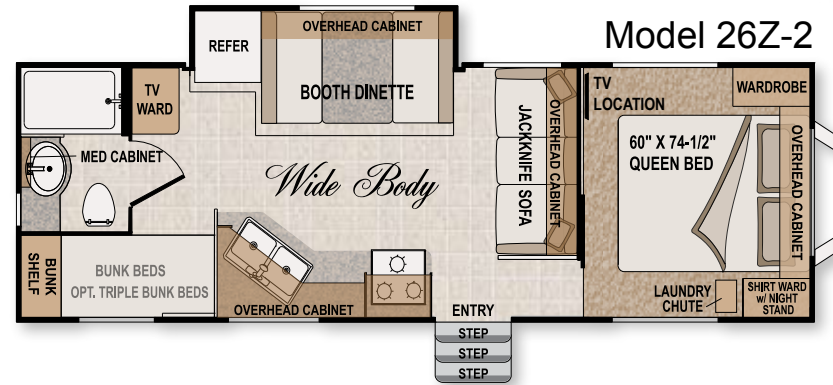 Model 26Z-2
OVERHEAD CABINET
REFER
BOOTH DINETTE
TV
WARD
MED CABINET
Wide Body
JACKKNIFE SOFA
OVERHEAD CABINET
TV
LOCATION
WARDROBE
60" X 74-1/2"
QUEEN BED
OVERHEAD CABINET
BUNK
SHELF
BUNK BEDS
OPT. TRIPLE BUNK BEDS
OVERHEAD CABINET
ENTRY
STEP
STEP
STEP
LAUNDRY
CHUTE
SHIRT WARD
w/ NIGHT
STAND